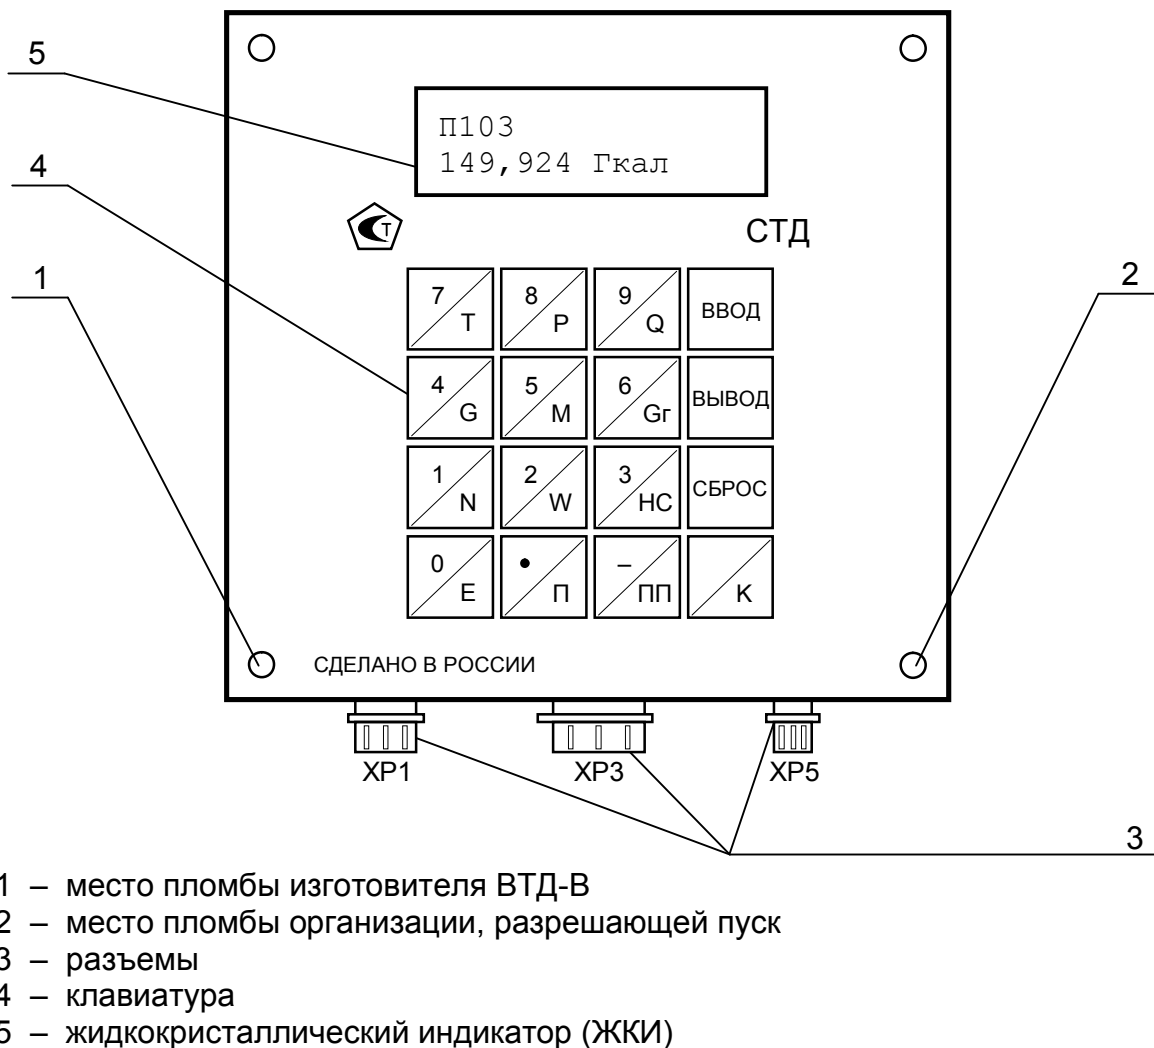 5
П103
149,924 Гкал
4
Т
СТД
1
2
7 T 8 P 9 Q ВВОД
4 G 5 M 6 Gг ВЫВОД
1 N 2 W 3 НС СБРОС
0 E • П – ПП К
СДЕЛАНО В РОССИИ
XP1 XP3 XP5
3
1 – место пломбы изготовителя ВТД-В
2 – место пломбы организации, разрешающей пуск
3 – разъемы
4 – клавиатура
5 – жидкокристаллический индикатор (ЖКИ)